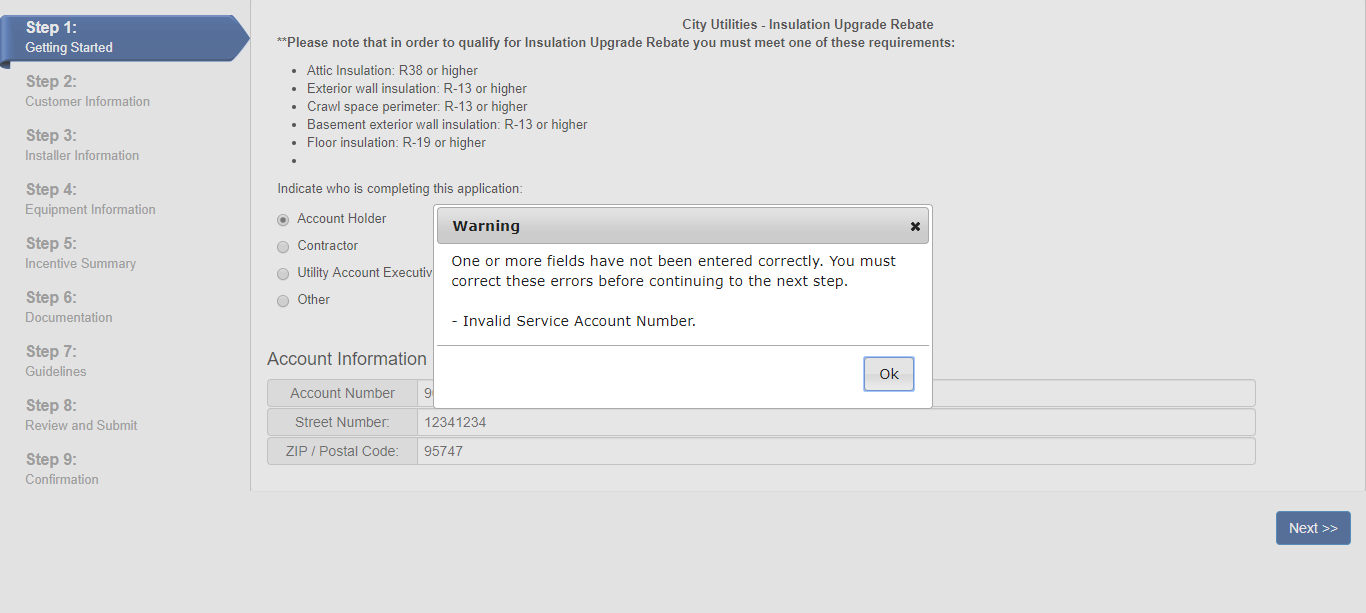 Step 1:
Getting Started
Step 2:
Customer Information
Step 3:
Installer Information
Step 4:
Equipment Information
Step 5:
Incentive Summary
Step 6:
Documentation
Step 7:
Guidelines
Step 8:
Review and Submit
Step 9:
Confirmation
City Utilities - Insulation Upgrade Rebate
**Please note that in order to qualify for Insulation Upgrade Rebate you must meet one of these requirements:
• Attic Insulation: R38 or higher
• Exterior wall insulation: R-13 or higher
• Crawl space perimeter: R-13 or higher
• Basement exterior wall insulation: R-13 or higher
• Floor insulation: R-19 or higher
•
Indicate who is completing this application:
Account Holder
Contractor
Utility Account Executiv
Other
Warning
One or more fields have not been entered correctly. You must
correct these errors before continuing to the next step.
- Invalid Service Account Number.
Ok
Account Information
Account Number 9
Street Number: 12341234
ZIP / Postal Code: 95747
Next >>